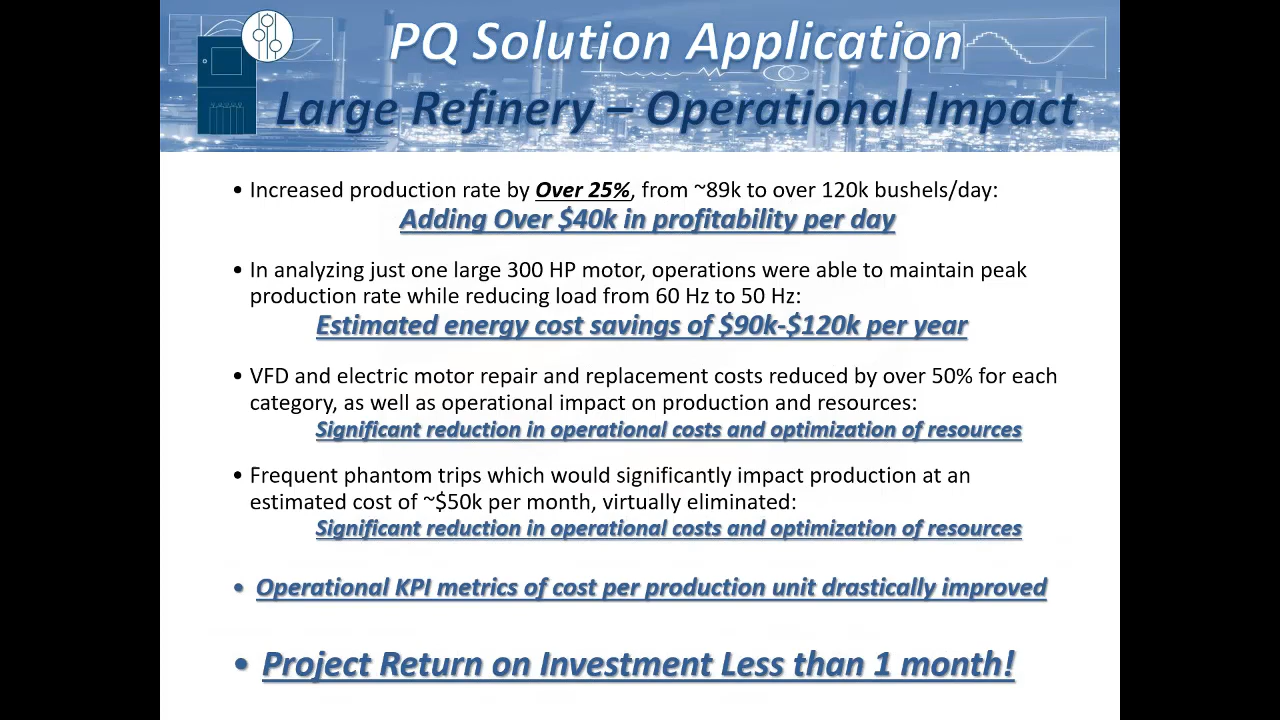 PQ Solution Application
Large Refinery – Operational Impact
• Increased production rate by Over 25%, from ~89k to over 120k bushels/day:
Adding Over $40k in profitability per day
• In analyzing just one large 300 HP motor, operations were able to maintain peak
production rate while reducing load from 60 Hz to 50 Hz:
Estimated energy cost savings of $90k-$120k per year
• VFD and electric motor repair and replacement costs reduced by over 50% for each
category, as well as operational impact on production and resources:
Significant reduction in operational costs and optimization of resources
• Frequent phantom trips which would significantly impact production at an
estimated cost of ~$50k per month, virtually eliminated:
Significant reduction in operational costs and optimization of resources
• Operational KPI metrics of cost per production unit drastically improved
• Project Return on Investment Less than 1 month!